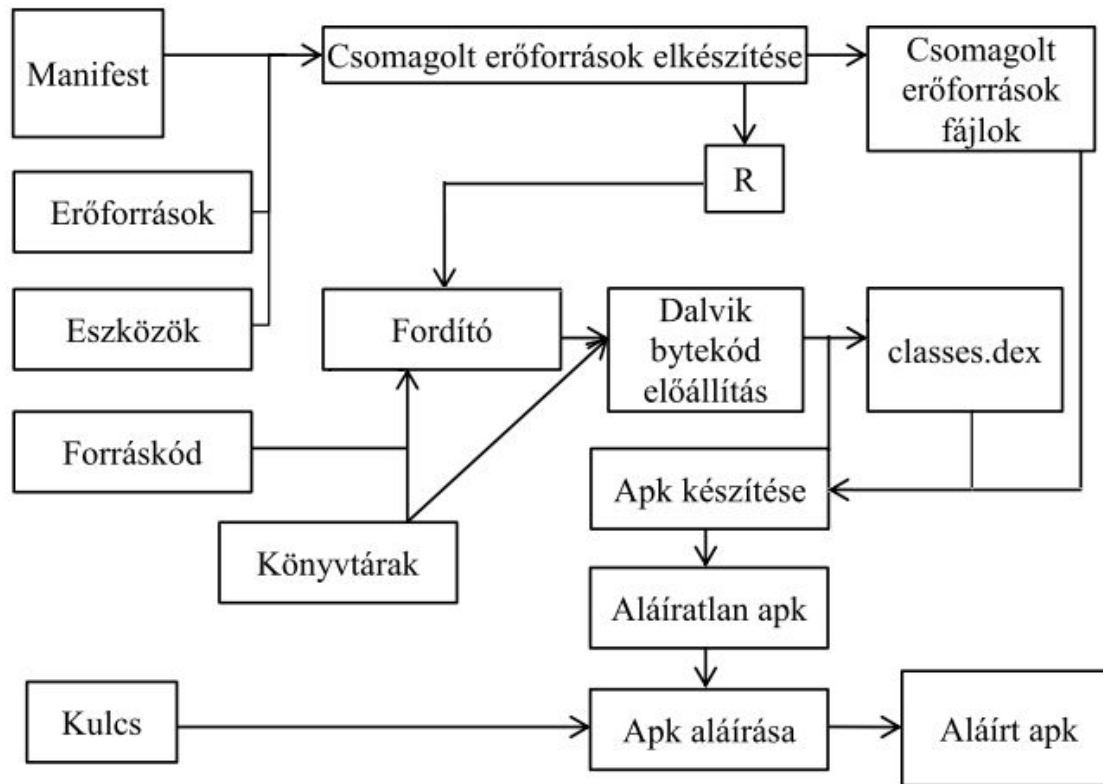 Manifest
Csomagolt erőforrások elkészítése
Csomagolt
erőforrások
fájlok
R
Erőforrások
Eszközök
Fordító
Dalvik
bytekód
előállítás
classes.dex
Forráskód
Apk készítése
Könyvtárak
Aláíratlan apk
Kulcs
Apk aláírása
Aláírt apk